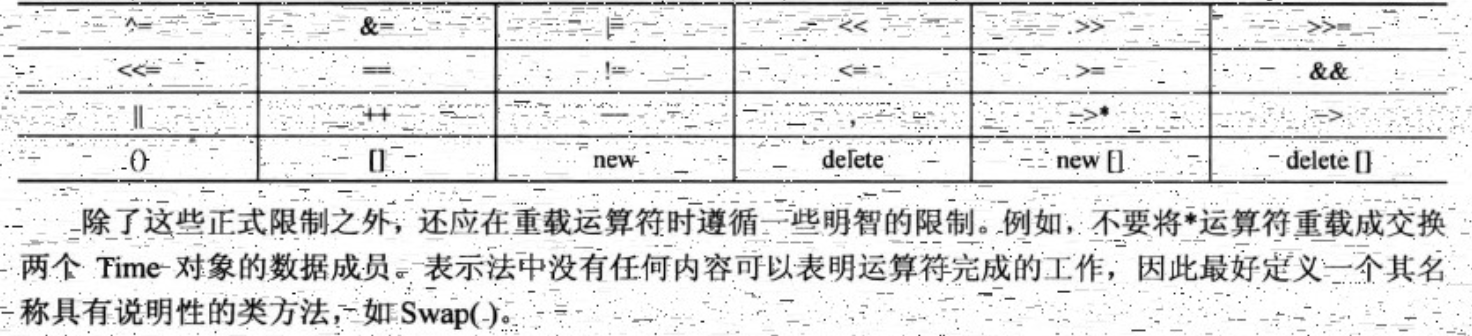 ^= &= |= << >> >>=
<<= == != <= >= &&
|| ++ -- , ->* ->
() [] new delete new [] delete []
除了这些正式限制之外，还应在重载运算符时遵循一些明智的限制。例如，不要将*运算符重载成交换
两个 Time 对象的数据成员。表示法中没有任何内容可以表明运算符完成的工作，因此最好定义一个其名
称具有说明性的类方法，如 Swap( )。